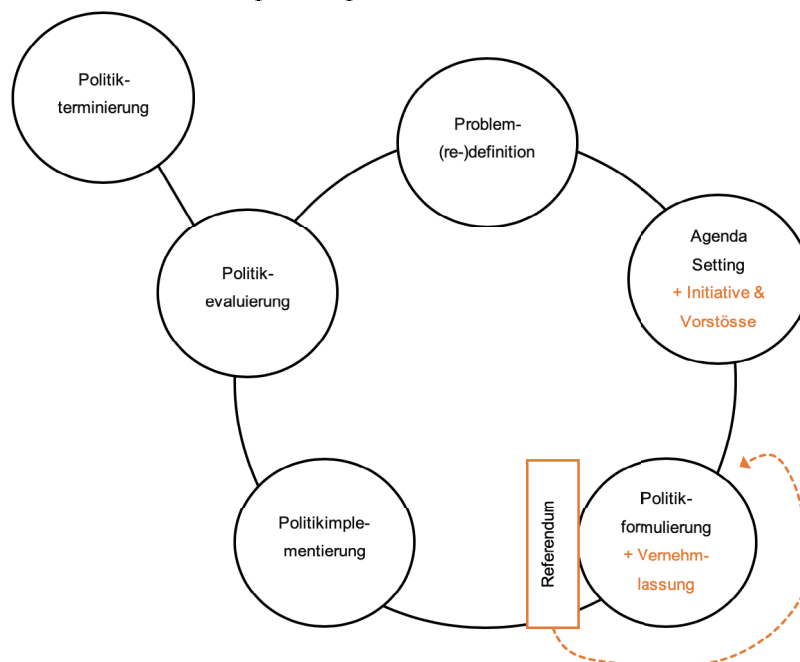 Politik-
terminierung
Problem-
(re-)definition
Agenda
Setting
+ Initiative &
Vorstösse
Politik-
evaluierung
Politikimple-
mentierung
Referendum
Politik-
formulierung
+ Vernehm-
lassung